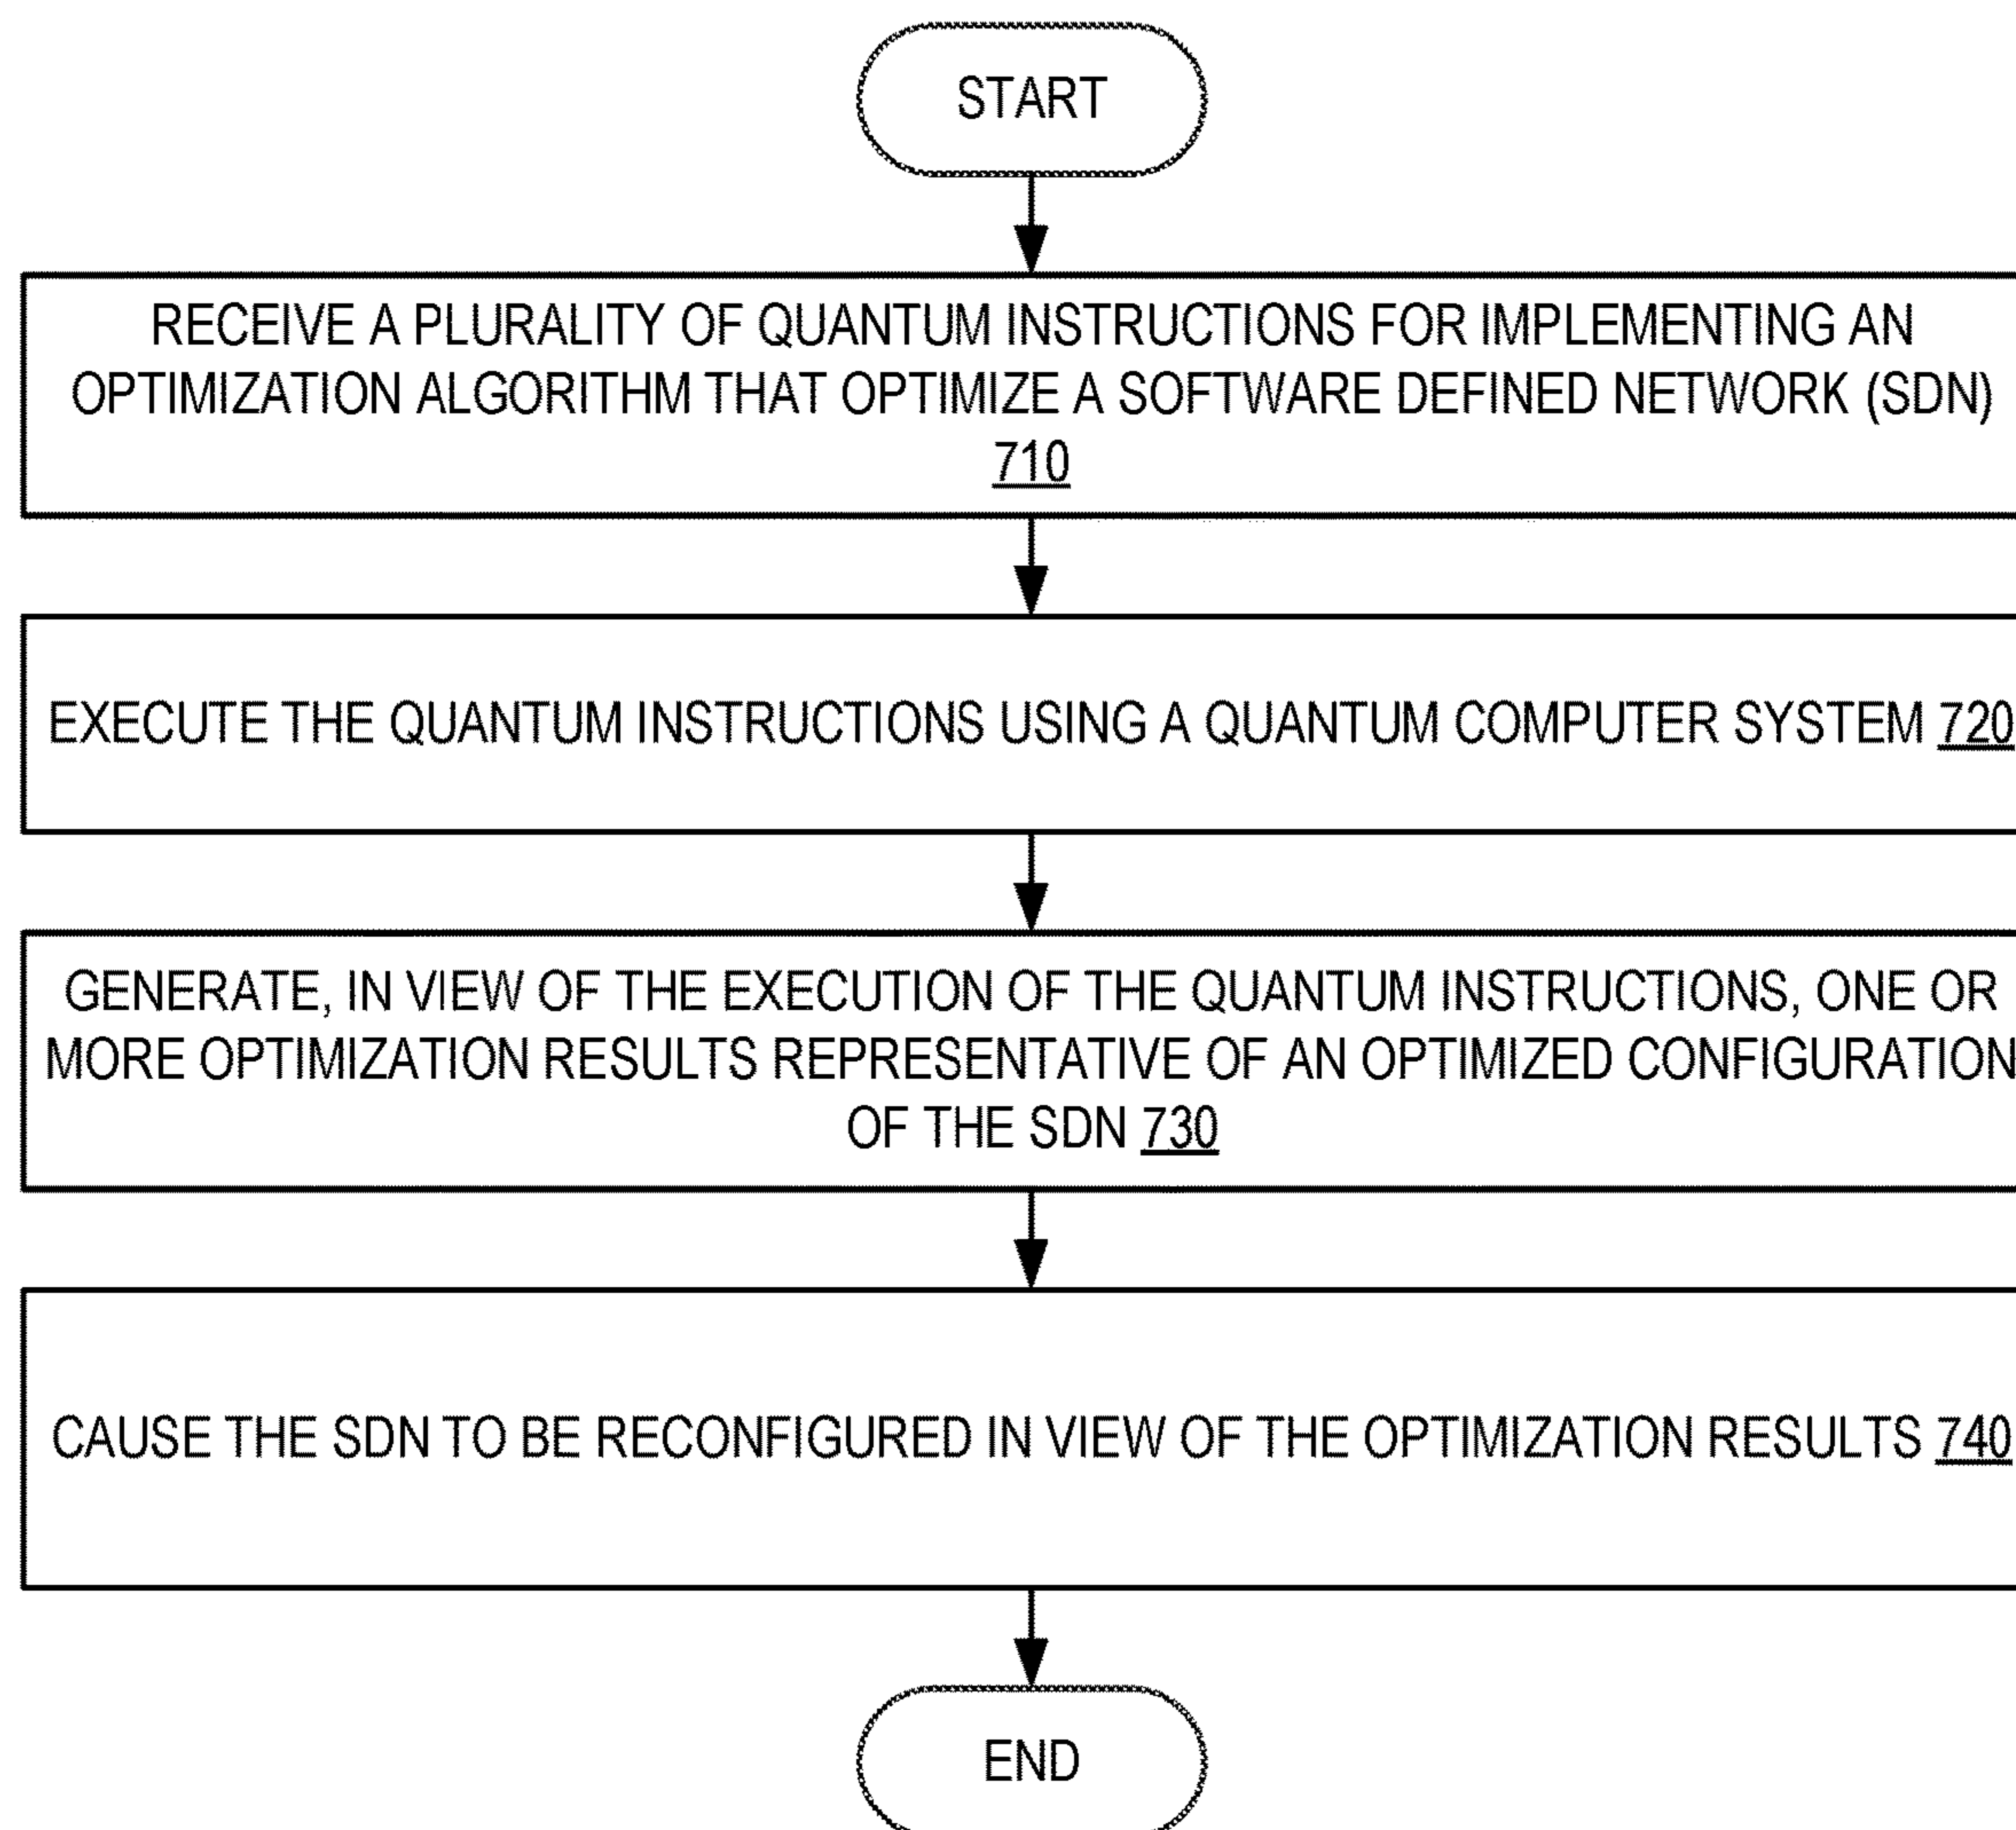 START
RECEIVE A PLURALITY OF QUANTUM INSTRUCTIONS FOR IMPLEMENTING AN
OPTIMIZATION ALGORITHM THAT OPTIMIZE A SOFTWARE DEFINED NETWORK (SDN)
710
EXECUTE THE QUANTUM INSTRUCTIONS USING A QUANTUM COMPUTER SYSTEM 720
GENERATE, IN VIEW OF THE EXECUTION OF THE QUANTUM INSTRUCTIONS, ONE OR
MORE OPTIMIZATION RESULTS REPRESENTATIVE OF AN OPTIMIZED CONFIGURATION
OF THE SDN 730
CAUSE THE SDN TO BE RECONFIGURED IN VIEW OF THE OPTIMIZATION RESULTS 740
END